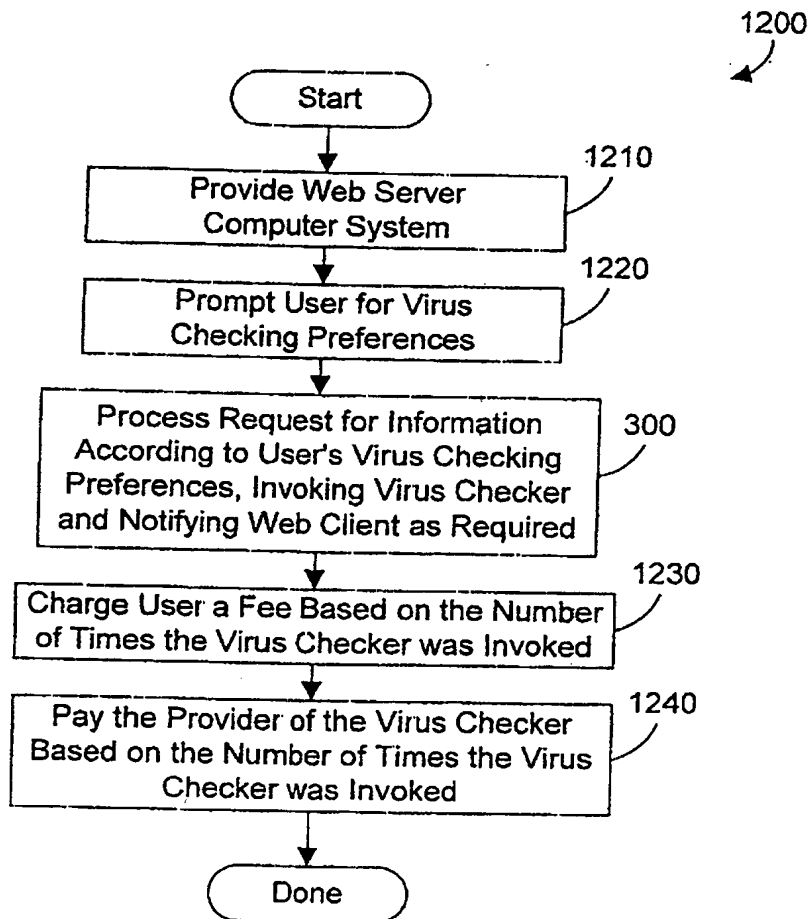 1200
Start
1210
Provide Web Server
Computer System
1220
Prompt User for Virus
Checking Preferences
300
Process Request for Information
According to User's Virus Checking
Preferences, Invoking Virus Checker
and Notifying Web Client as Required
1230
Charge User a Fee Based on the Number
of Times the Virus Checker was Invoked
1240
Pay the Provider of the Virus Checker
Based on the Number of Times the Virus
Checker was Invoked
Done